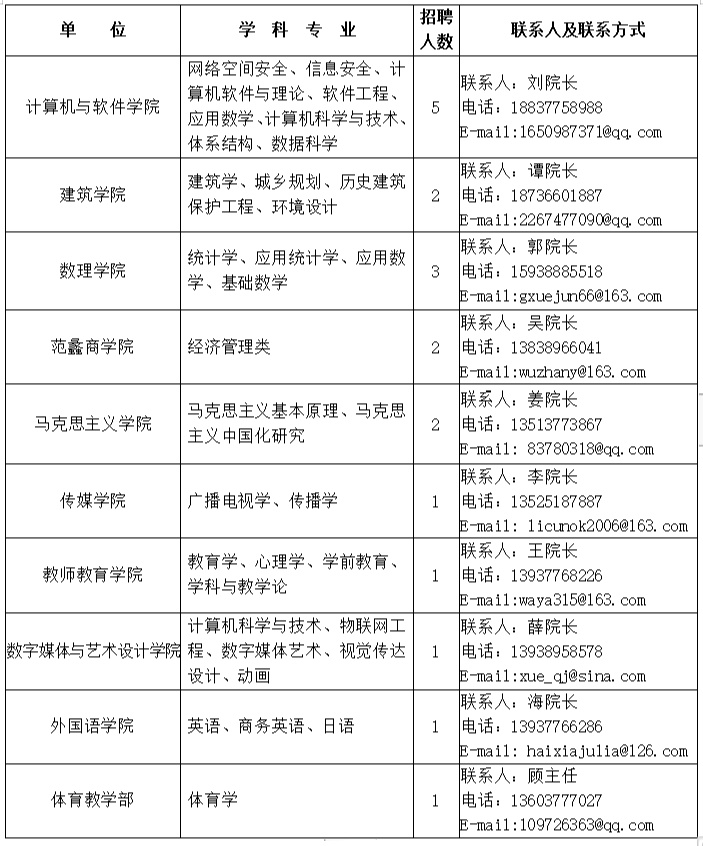 单 位
学 科 专 业
招聘
人数
联系人及联系方式
计算机与软件学院
网络空间安全、信息安全、计
算机软件与理论、软件工程、
应用数学、计算机科学与技术、
体系结构、数据科学
5
联系人：刘院长
电话：18837758988
E-mail:1650987371@qq.com
建筑学院
建筑学、城乡规划、历史建筑
保护工程、环境设计
2
联系人：谭院长
电话：18736601887
E-mail:2267477090@qq.com
数理学院
统计学、应用统计学、应用数
学、基础数学
3
联系人：郭院长
电话：15938885518
E-mail:gxuejun66@163.com
范蠡商学院
经济管理类
2
联系人：吴院长
电话：13838966041
E-mail:wuzhany@163.com
马克思主义学院
马克思主义基本原理、马克思
主义中国化研究
2
联系人：姜院长
电话：13513773867
E-mail: 83780318@qq.com
传媒学院
广播电视学、传播学
1
联系人：李院长
电话：13525187887
E-mail: licunok2006@163.com
教师教育学院
教育学、心理学、学前教育、
学科与教学论
1
联系人：王院长
电话：13937768226
E-mail:waya315@163.com
数字媒体与艺术设计学院
计算机科学与技术、物联网工
程、数字媒体艺术、视觉传达
设计、动画
1
联系人：薛院长
电话：13938958578
E-mail:xue_qj@sina.com
外国语学院
英语、商务英语、日语
1
联系人：海院长
电话：13937766286
E-mail: haixiajulia@126.com
体育教学部
体育学
1
联系人：顾主任
电话：13603777027
E-mail:109726363@qq.com